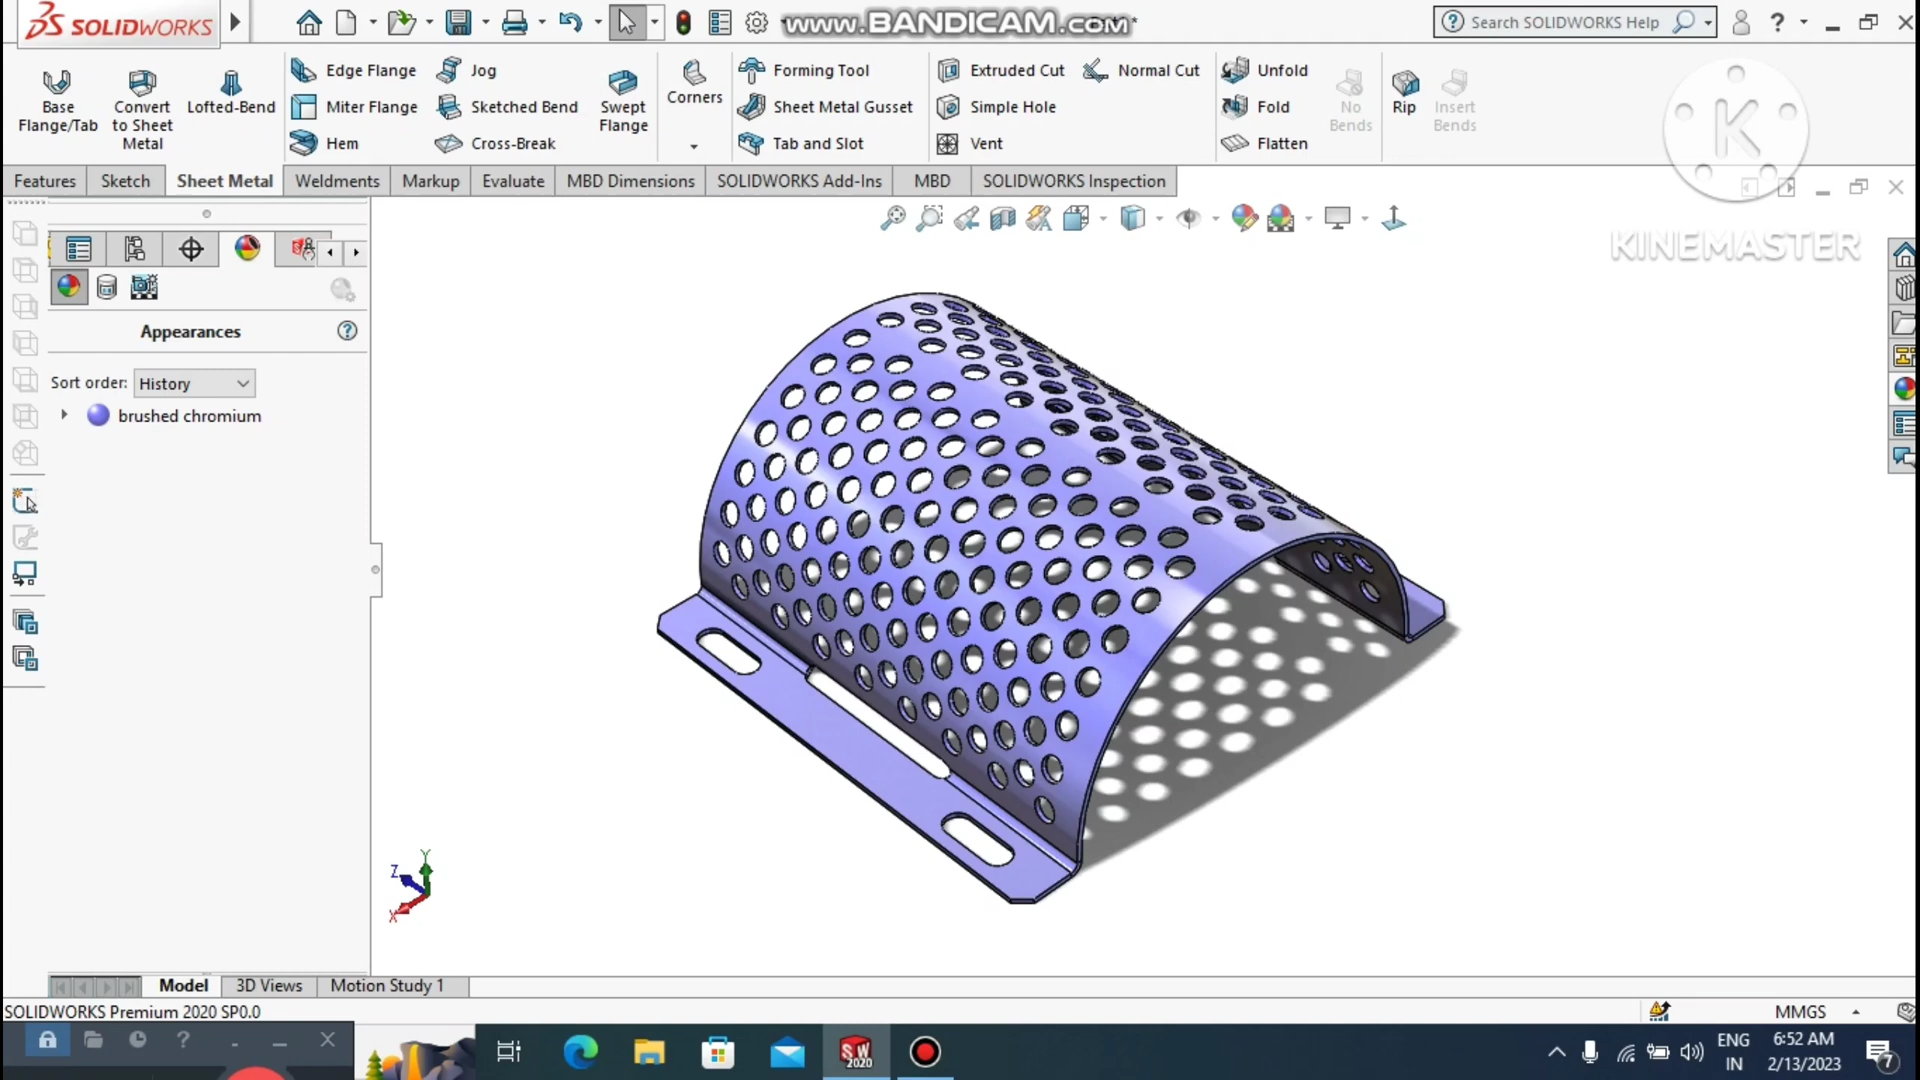 SOLIDWORKS
www.BANDICAM.com
*
Search SOLIDWORKS Help
?
Base Flange/Tab
Convert to Sheet Metal
Lofted-Bend
Edge Flange
Miter Flange
Hem
Jog
Sketched Bend
Cross-Break
Swept Flange
Corners
Forming Tool
Sheet Metal Gusset
Tab and Slot
Extruded Cut
Simple Hole
Vent
Normal Cut
Unfold
Fold
Flatten
No Bends
Rip
Insert Bends
K
KINEMASTER
Features
Sketch
Sheet Metal
Weldments
Markup
Evaluate
MBD Dimensions
SOLIDWORKS Add-Ins
MBD
SOLIDWORKS Inspection
Appearances
?
Sort order: History
brushed chromium
Y
Z
X
Model
3D Views
Motion Study 1
SOLIDWORKS Premium 2020 SP0.0
MMGS
?
SW
2020
ENG
IN
6:52 AM
2/13/2023
7